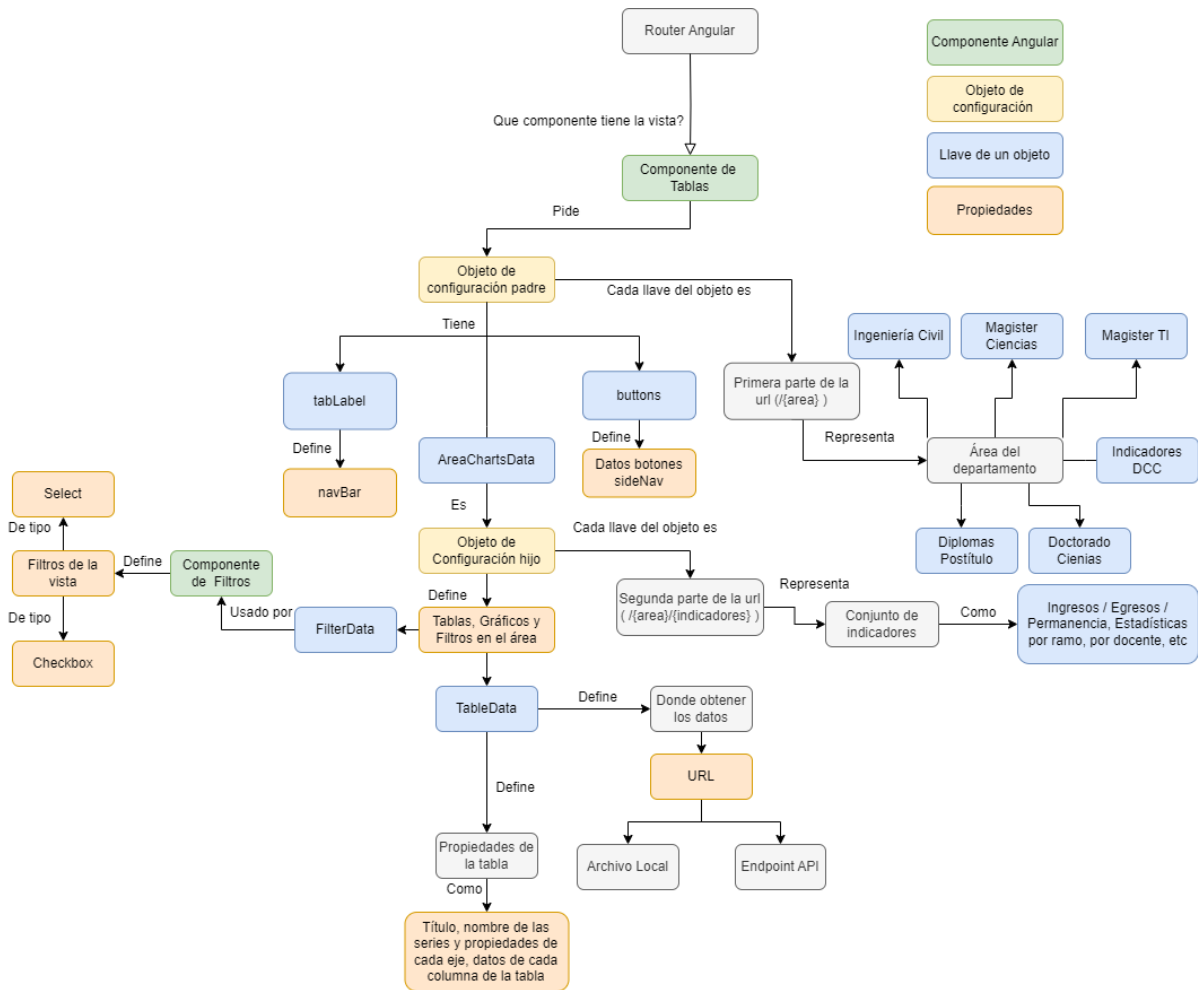 Router Angular
Componente Angular
Objeto de
configuración
Que componente tiene la vista?
Llave de un objeto
Componente de
Tablas
Propiedades
Pide
Objeto de
configuración padre
Cada llave del objeto es
Tiene
Ingeniería Civil
Magister
Ciencias
Magister TI
tabLabel
buttons
Primera parte de la
url (/{area} )
Representa
Define
Define
AreaChartsData
Datos botones
sideNav
Área del
departamento
Indicadores
DCC
Select
navBar
Es
De tipo
Cada llave del objeto es
Diplomas
Postítulo
Doctorado
Cienias
Filtros de la
vista
Define
Componente
de Filtros
Objeto de
Configuración hijo
Define
Segunda parte de la url
( /{area}/{indicadores} )
Representa
Conjunto de
indicadores
Como
Ingresos / Egresos /
Permanencia, Estadísticas
por ramo, por docente, etc
De tipo
Usado por
FilterData
Tablas, Gráficos y
Filtros en el área
Checkbox
TableData
Define
Donde obtener
los datos
URL
Define
Propiedades de
la tabla
Archivo Local
Endpoint API
Como
Título, nombre de las
series y propiedades de
cada eje, datos de cada
columna de la tabla